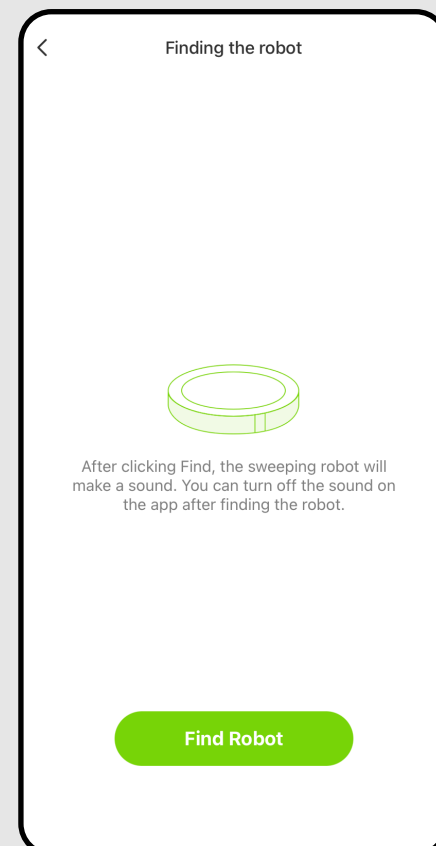 Finding the robot
After clicking Find, the sweeping robot will
make a sound. You can turn off the sound on
the app after finding the robot.
Find Robot